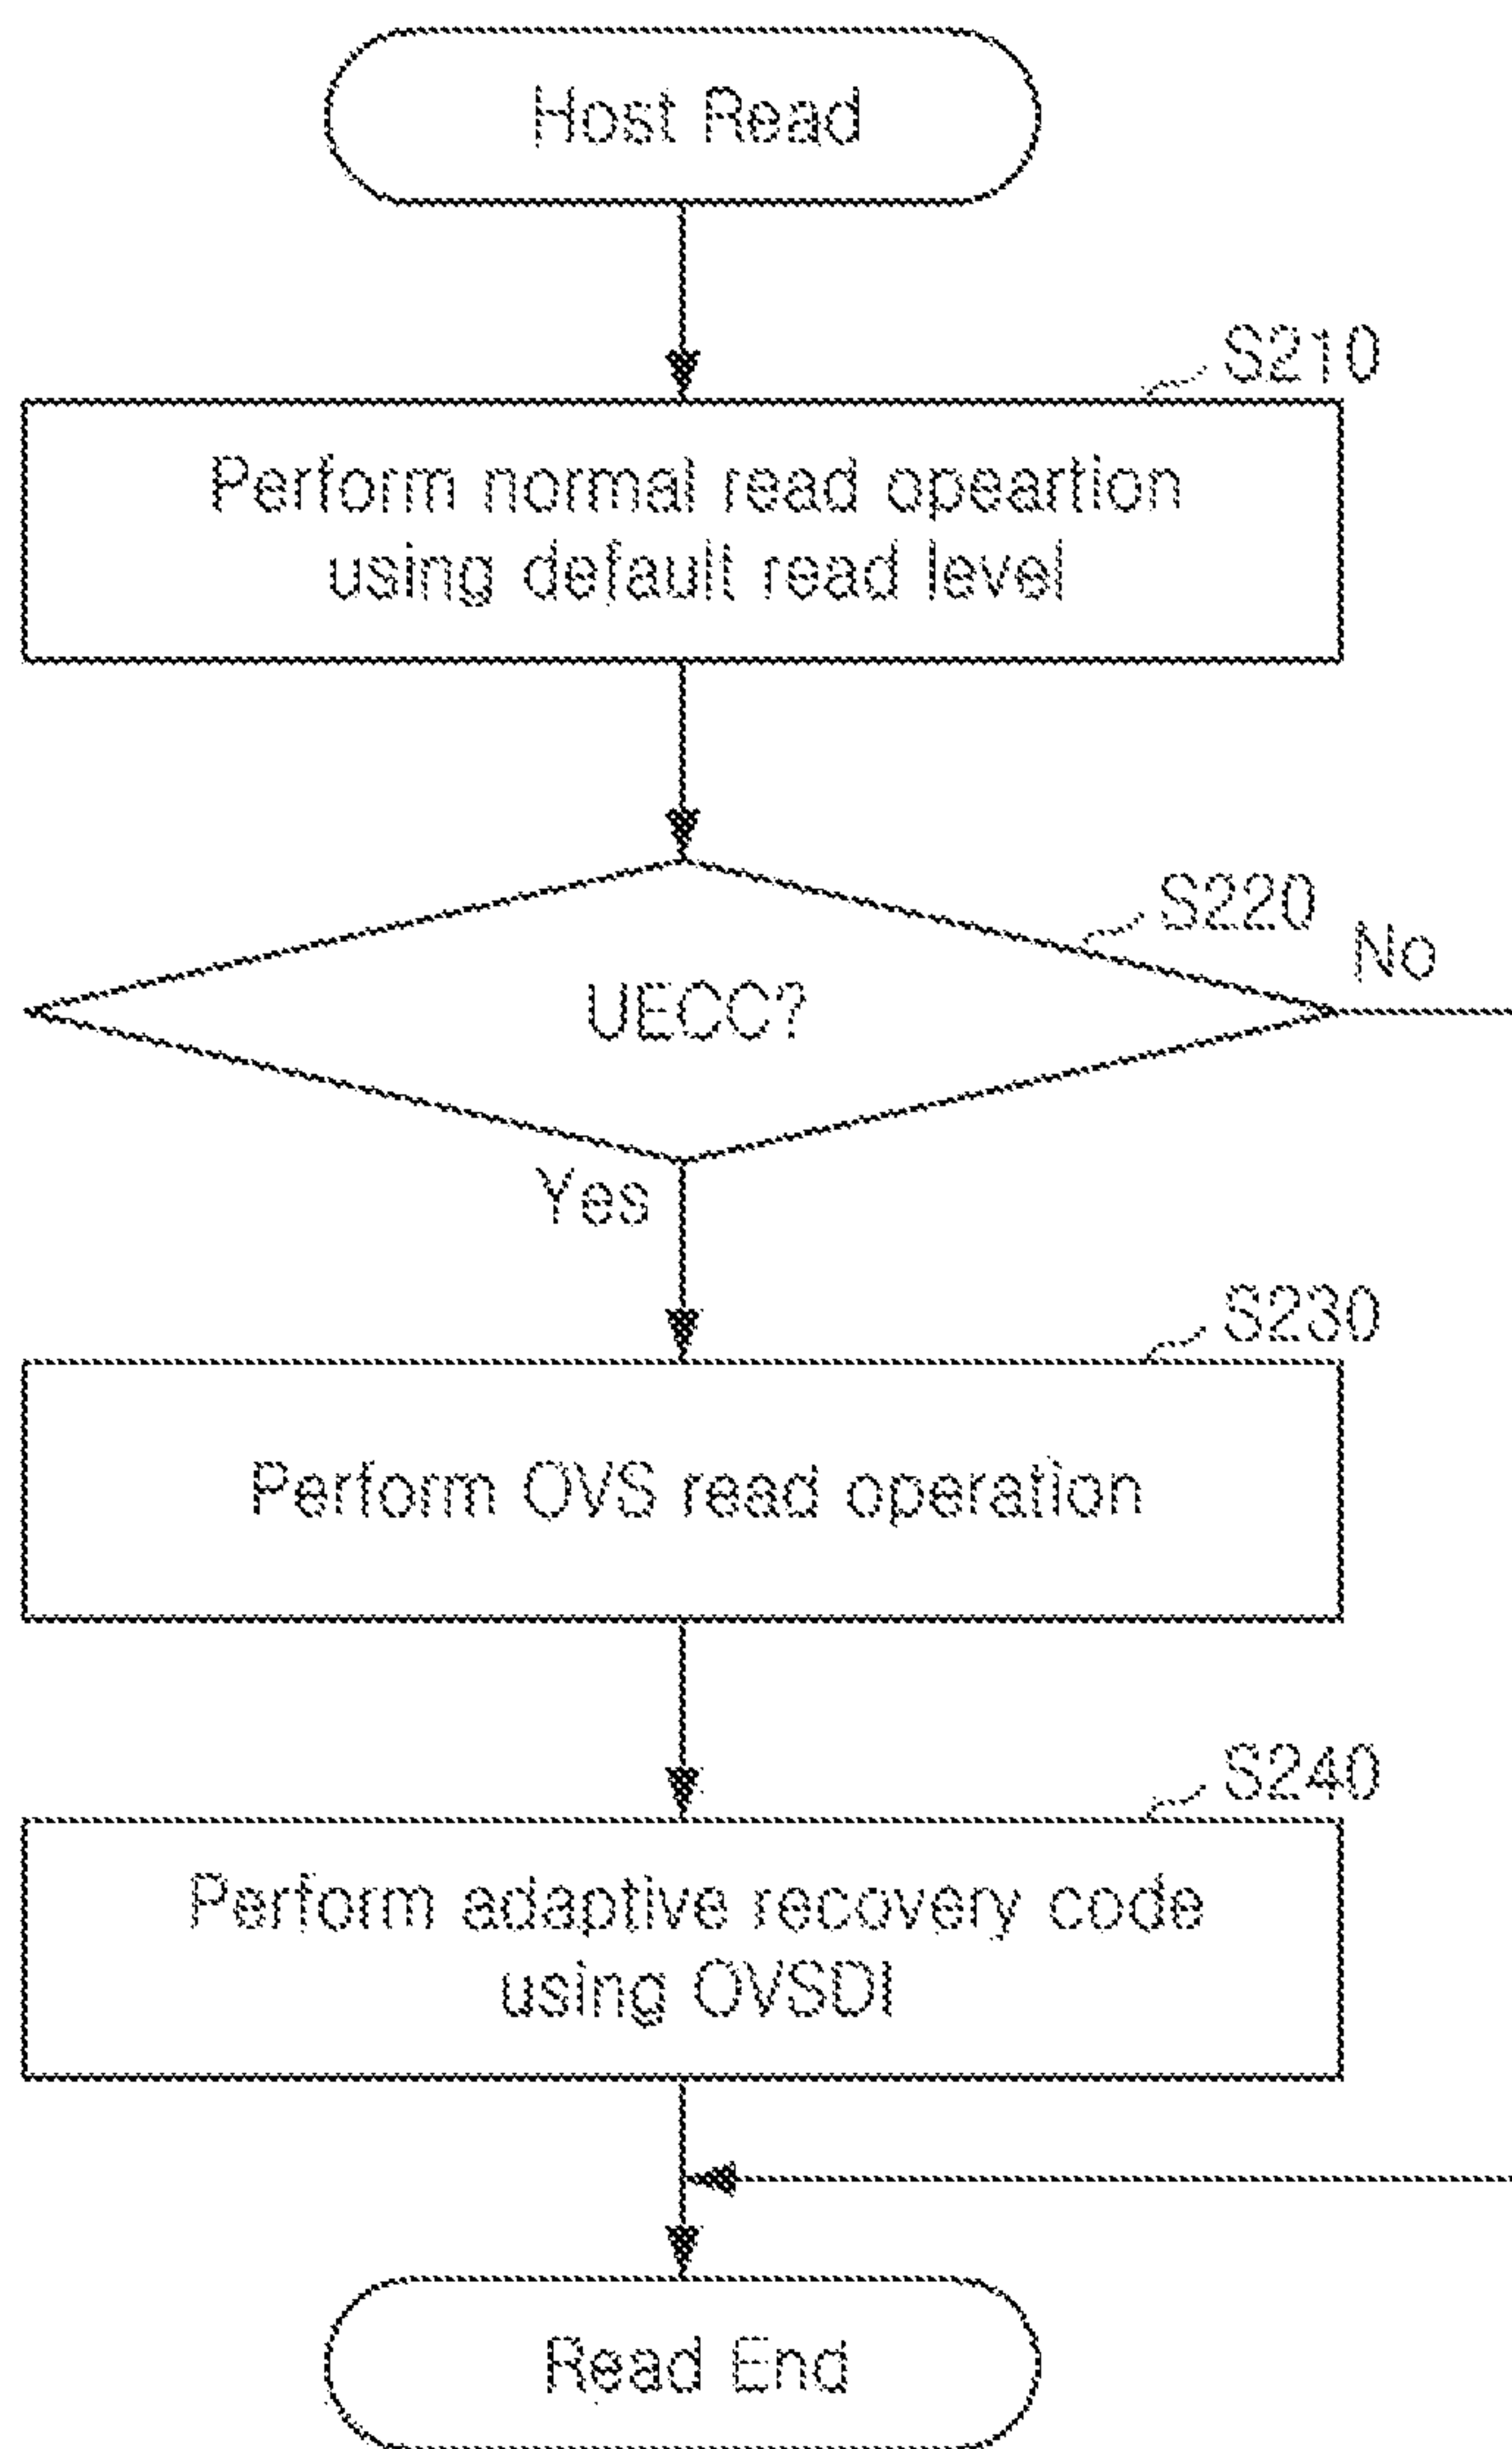 Host Read
S210
Perform normal read opeartion
using default read level
S220
No
UECC?
Yes
S230
Perform OVS read operation
S240
Perform adaptive recovery code
using OVSDI
Read End